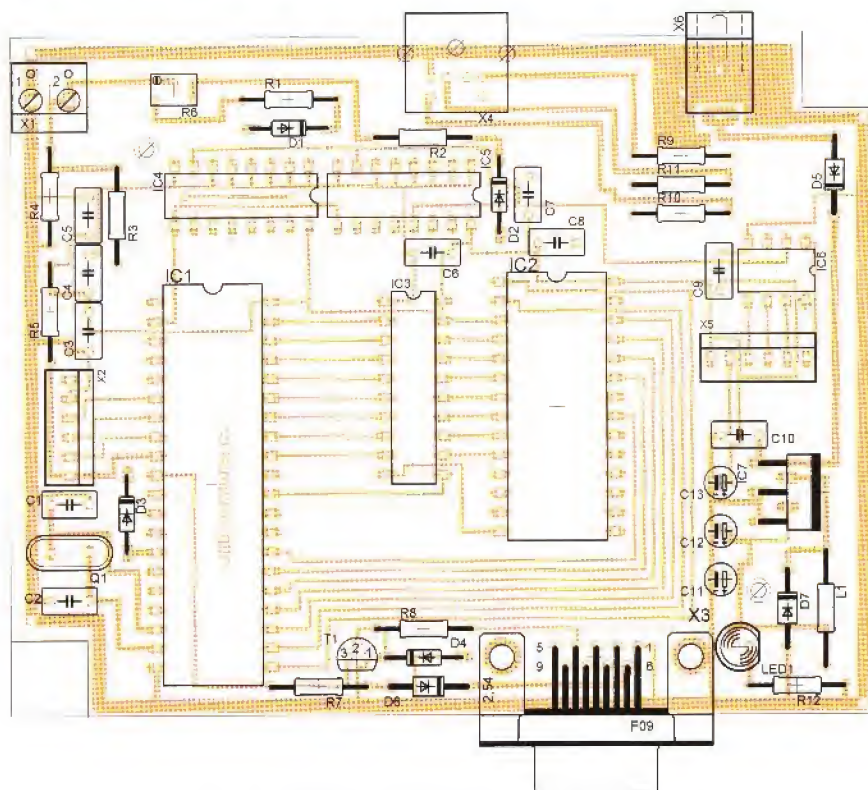 X6
1
2
X1
R6
R1
D1
X4
R2
IC5
R9
R11
R10
D5
IC4
R4
C5
R3
D2
C7
C8
C6
IC1
IC3
IC2
C9
IC6
C4
R5
C3
X2
X5
C10
IC7
C13
C12
C11
C1
D3
Q1
C2
T1
3 2 1
R8
D4
R7
D6
5
9
1
6
2.54
F09
X3
D7
L1
LED1
R12